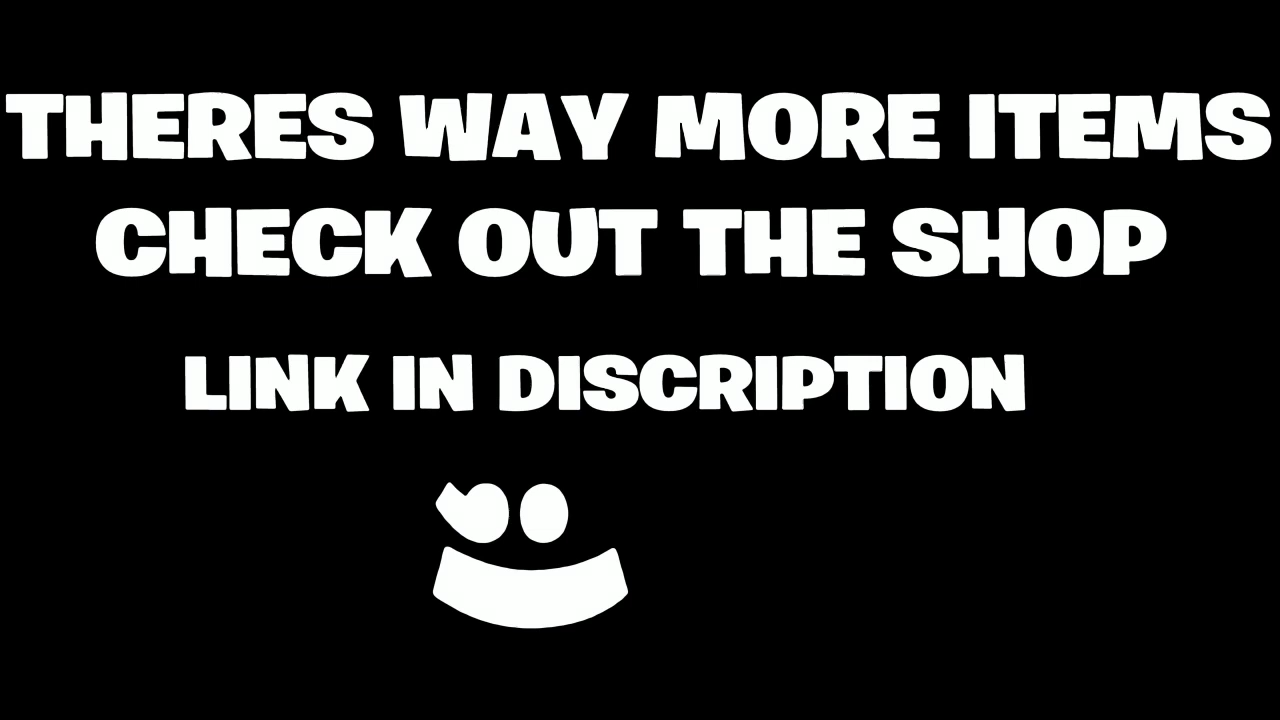 THERES WAY MORE ITEMS
CHECK OUT THE SHOP
LINK IN DISCRIPTION